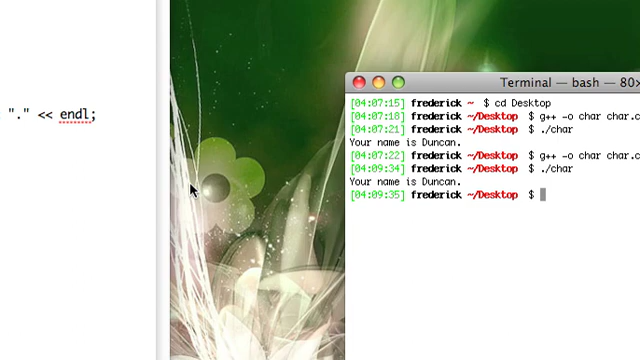 "." << endl;
Terminal — bash — 80
[04:07:15] frederick ~ $ cd Desktop
[04:07:18] frederick ~/Desktop $ g++ -o char char.c
[04:07:21] frederick ~/Desktop $ ./char
Your name is Duncan.
[04:07:22] frederick ~/Desktop $ g++ -o char char.c
[04:09:34] frederick ~/Desktop $ ./char
Your name is Duncan.
[04:09:35] frederick ~/Desktop $